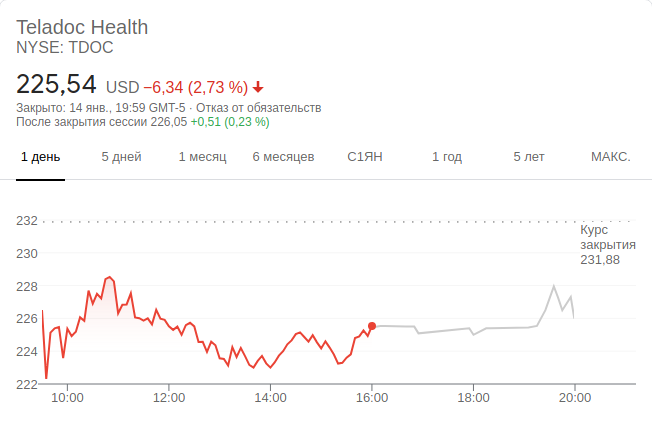 Teladoc Health
NYSE: TDOC
225,54 USD −6,34 (2,73 %)
Закрыто: 14 янв., 19:59 GMT-5 · Отказ от обязательств
После закрытия сессии 226,05 +0,51 (0,23 %)
1 день 5 дней 1 месяц 6 месяцев С1ЯН 1 год 5 лет МАКС.
232
Курс
закрытия
231,88
230
228
226
224
222
10:00 12:00 14:00 16:00 18:00 20:00